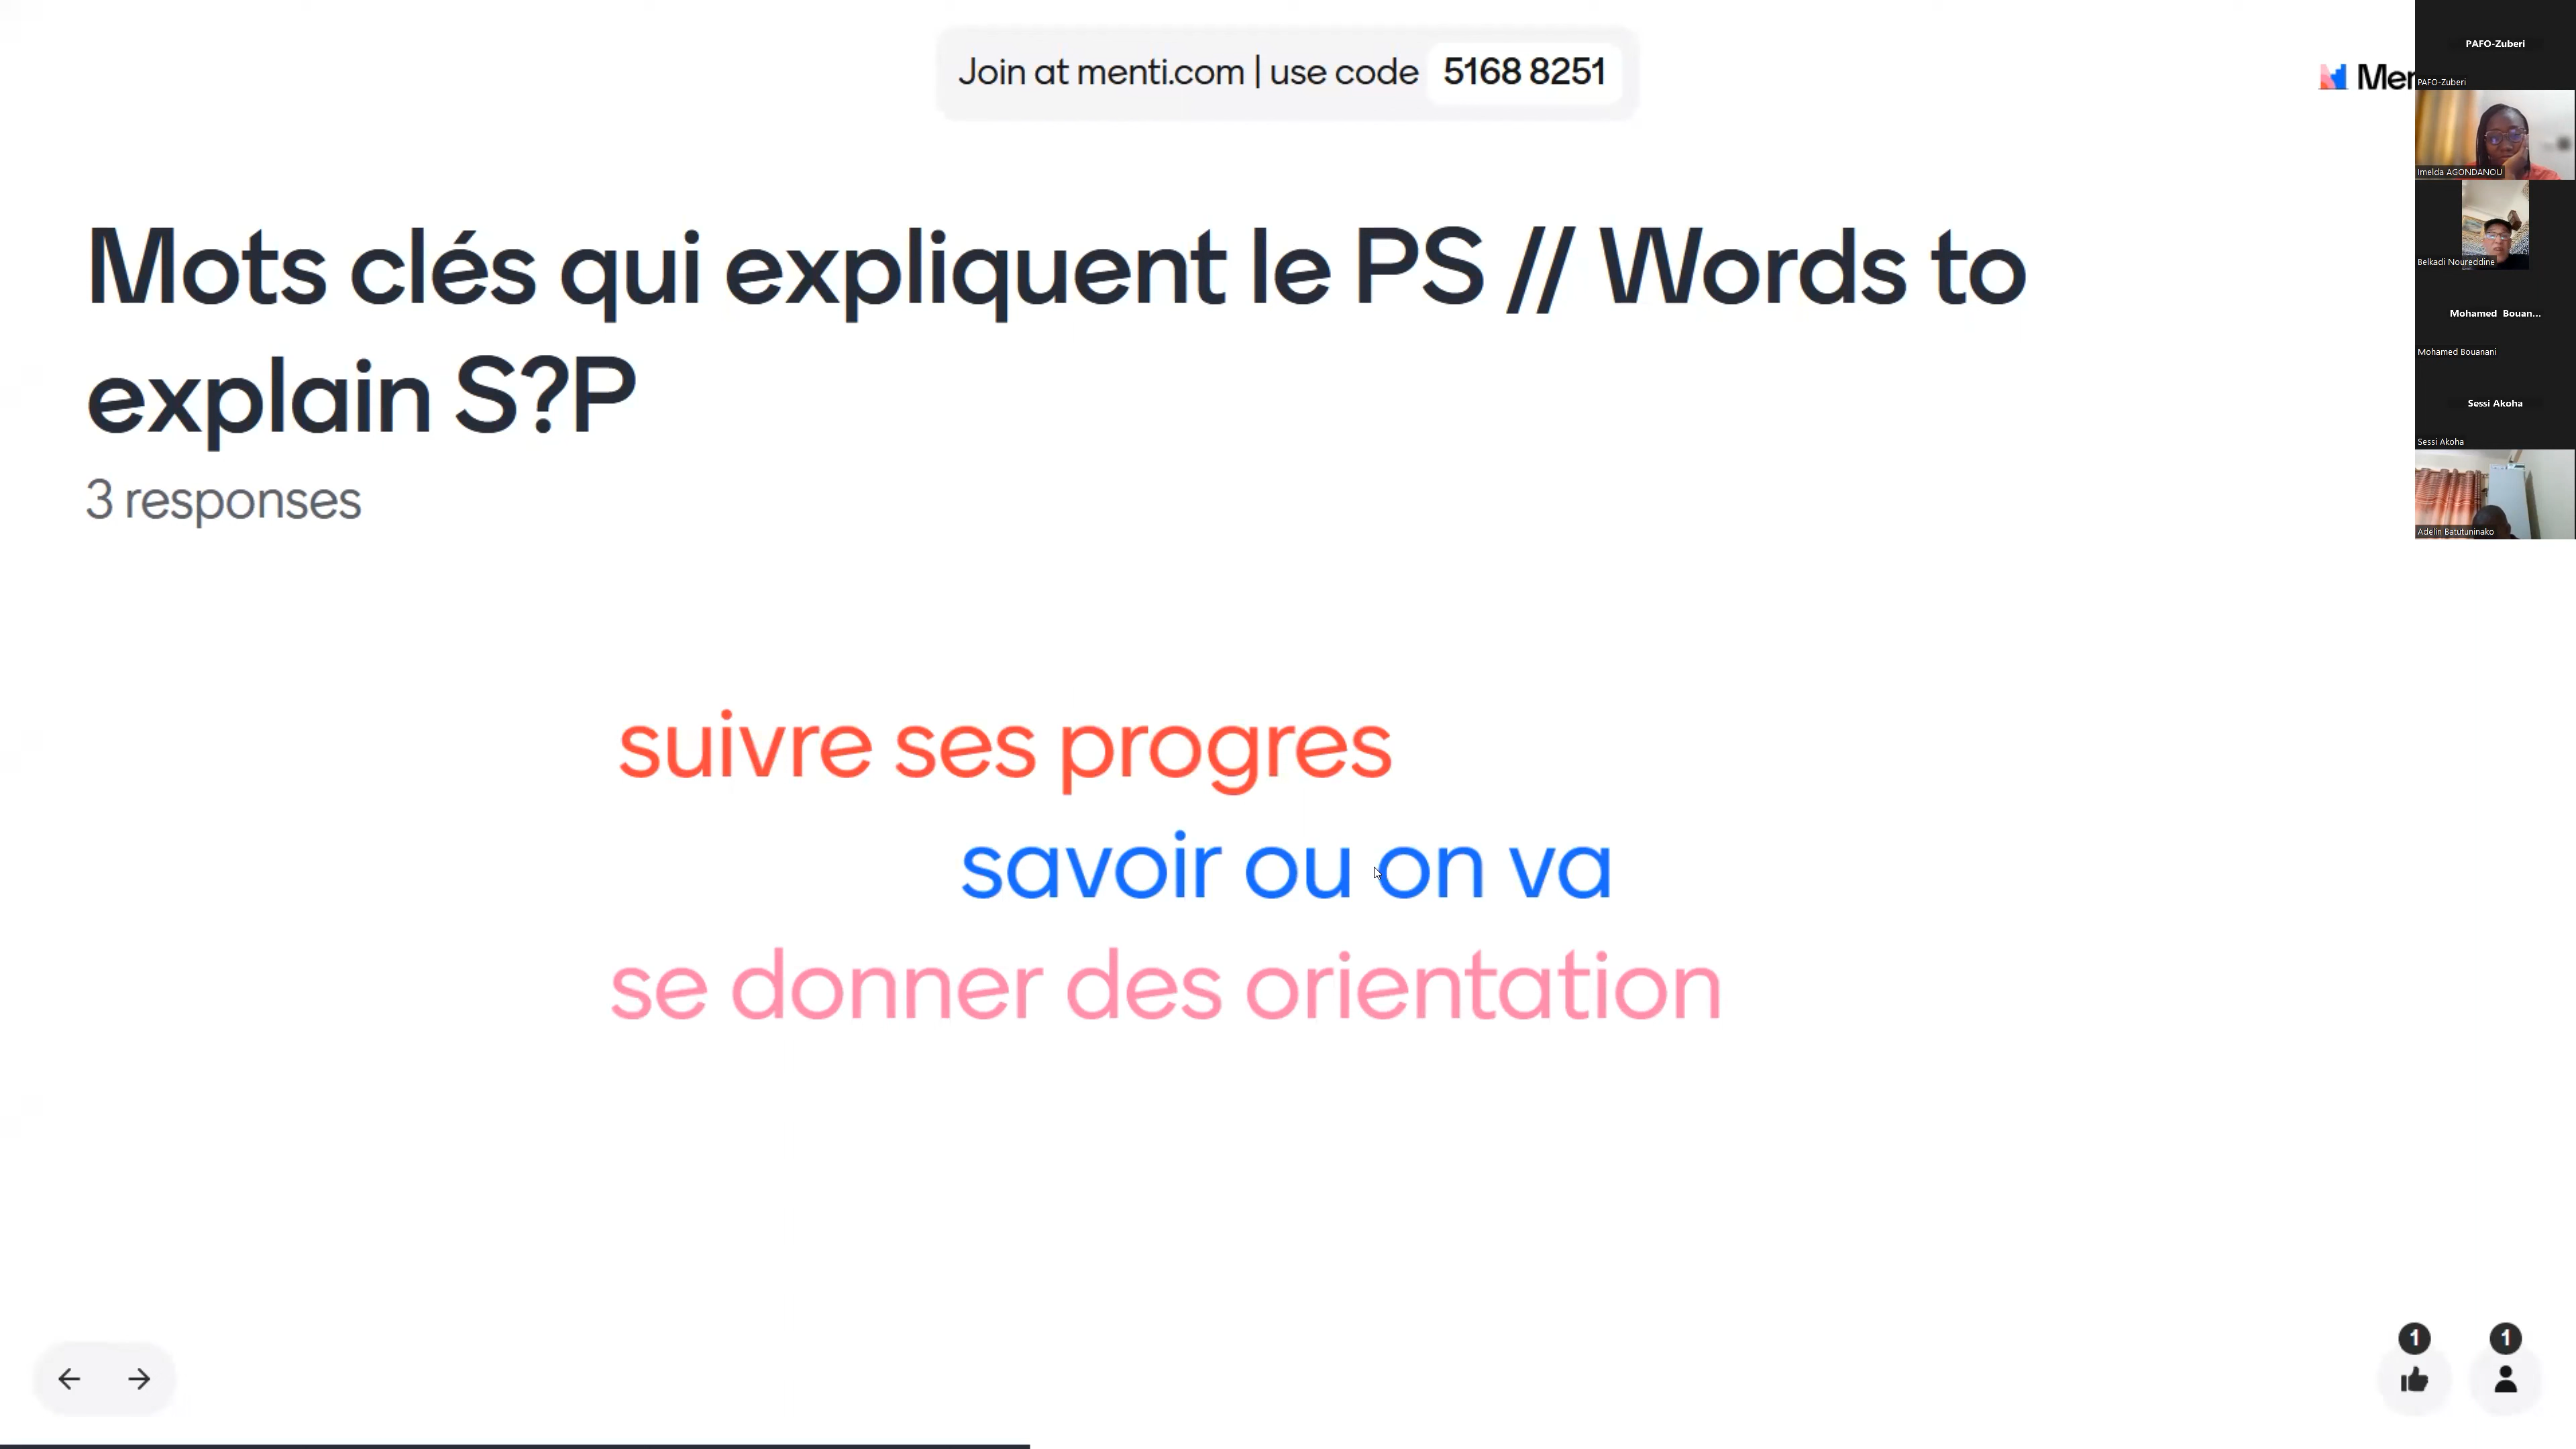 Join at menti.com | use code 5168 8251
Mots clés qui expliquent le PS // Words to
explain S?P
3 responses
suivre ses progres
savoir ou on va
se donner des orientation
Mer
PAFO-Zuberi
PAFO-Zuberi
Imelda AGONDANOU
Belkadi Noureddine
Mohamed Bouan...
Mohamed Bouanani
Sessi Akoha
Sessi Akoha
Adelin Batutuninako
1
1